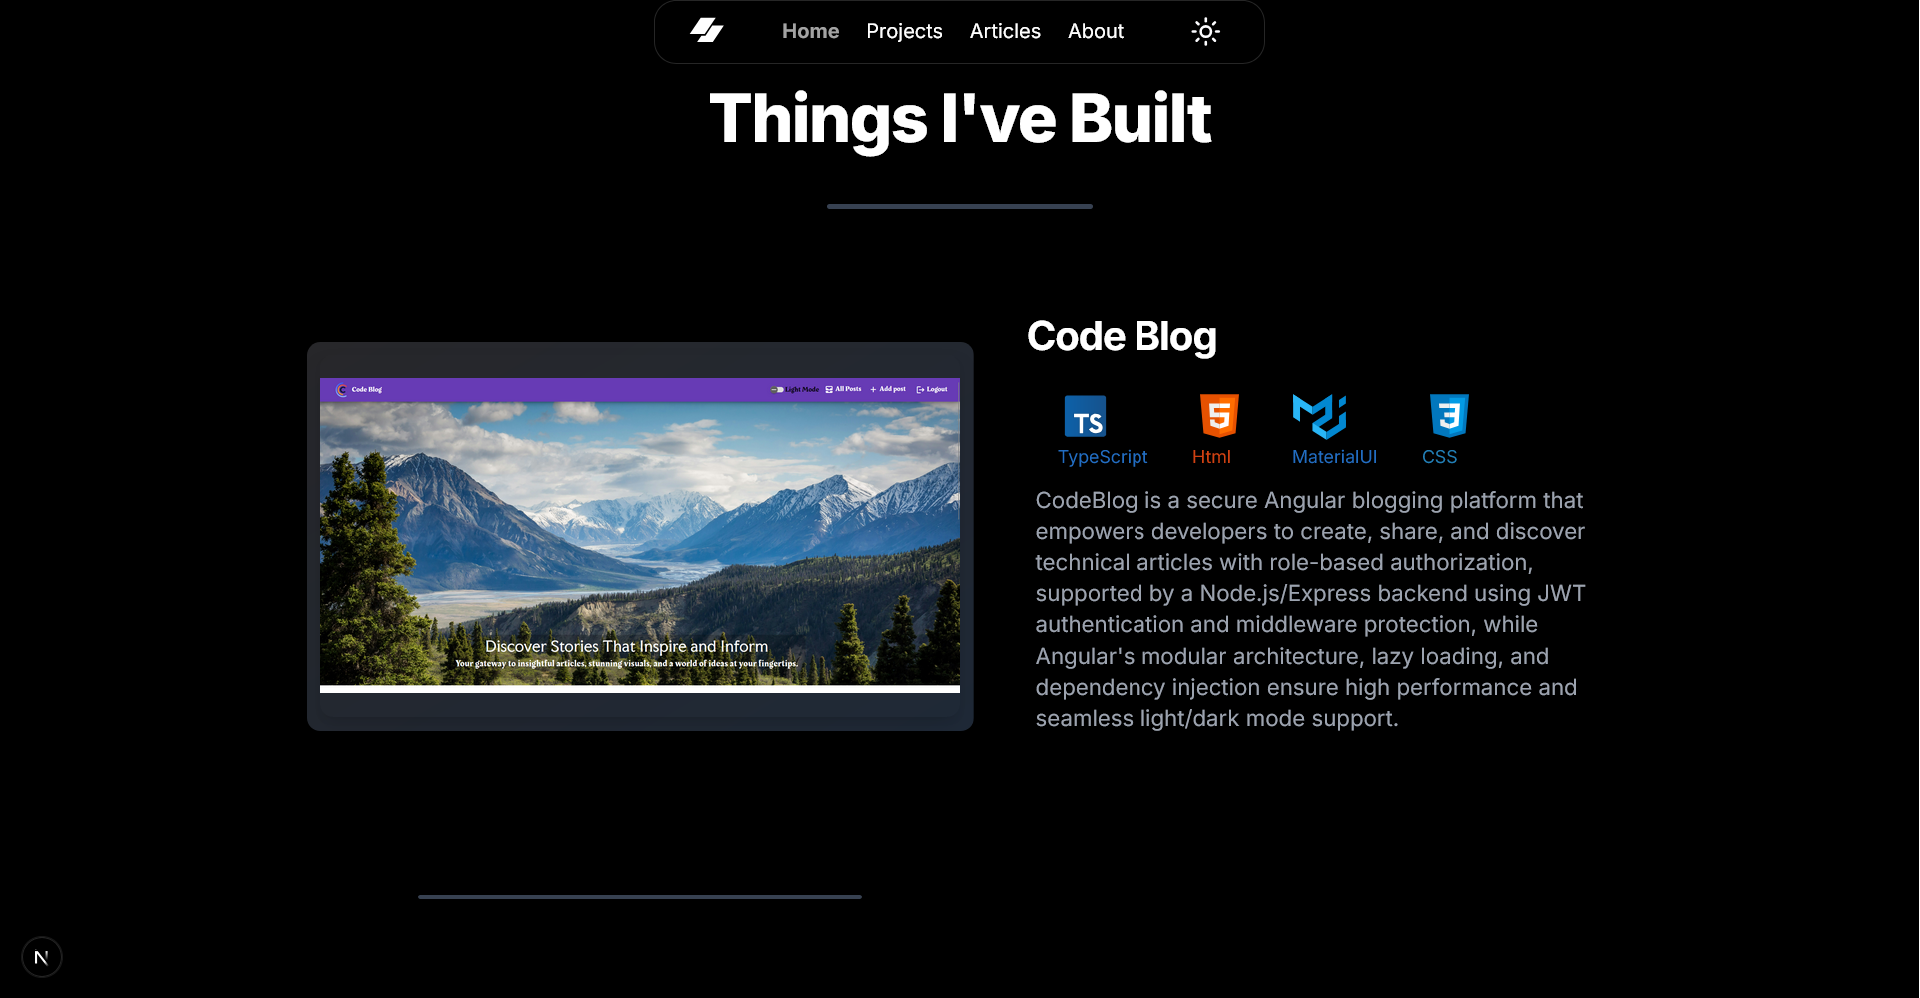 Home Projects Articles About
Things I've Built
Code Blog
Light Mode All Posts + Add post Logout
Discover Stories That Inspire and Inform
Your gateway to insightful articles, stunning visuals, and a world of ideas at your fingertips.
Code Blog
TS
TypeScript Html MaterialUI CSS
CodeBlog is a secure Angular blogging platform that
empowers developers to create, share, and discover
technical articles with role-based authorization,
supported by a Node.js/Express backend using JWT
authentication and middleware protection, while
Angular's modular architecture, lazy loading, and
dependency injection ensure high performance and
seamless light/dark mode support.
N